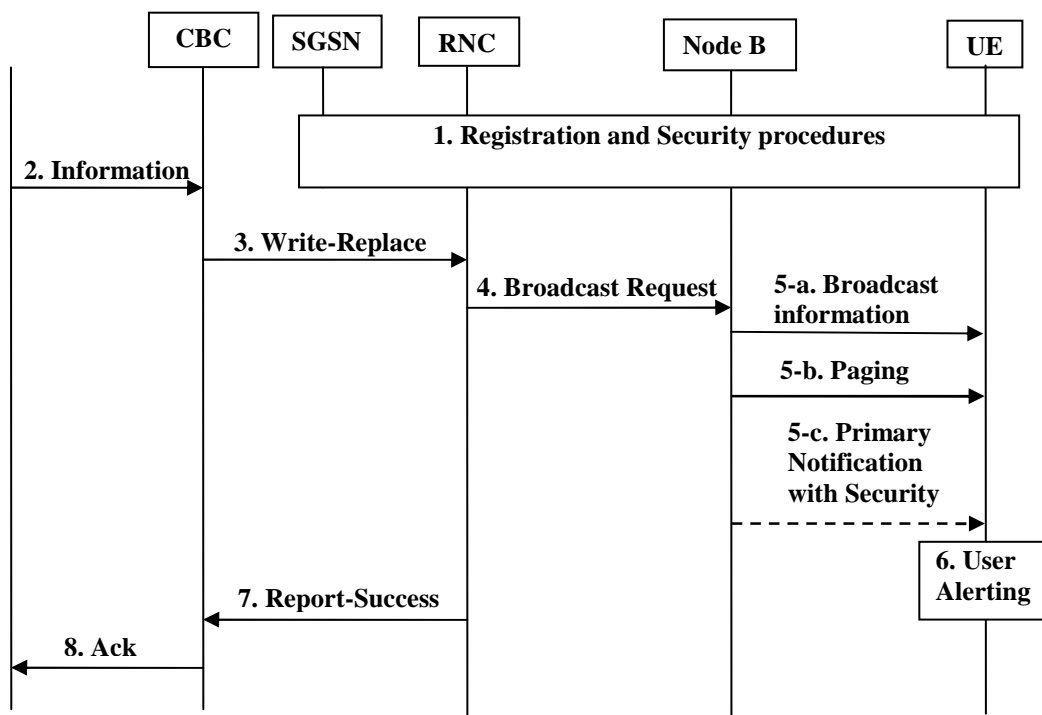 CBC
SGSN
RNC
Node B
UE
1. Registration and Security procedures
2. Information
3. Write-Replace
4. Broadcast Request
5-a. Broadcast
information
5-b. Paging
5-c. Primary
Notification
with Security
6. User
Alerting
7. Report-Success
8. Ack